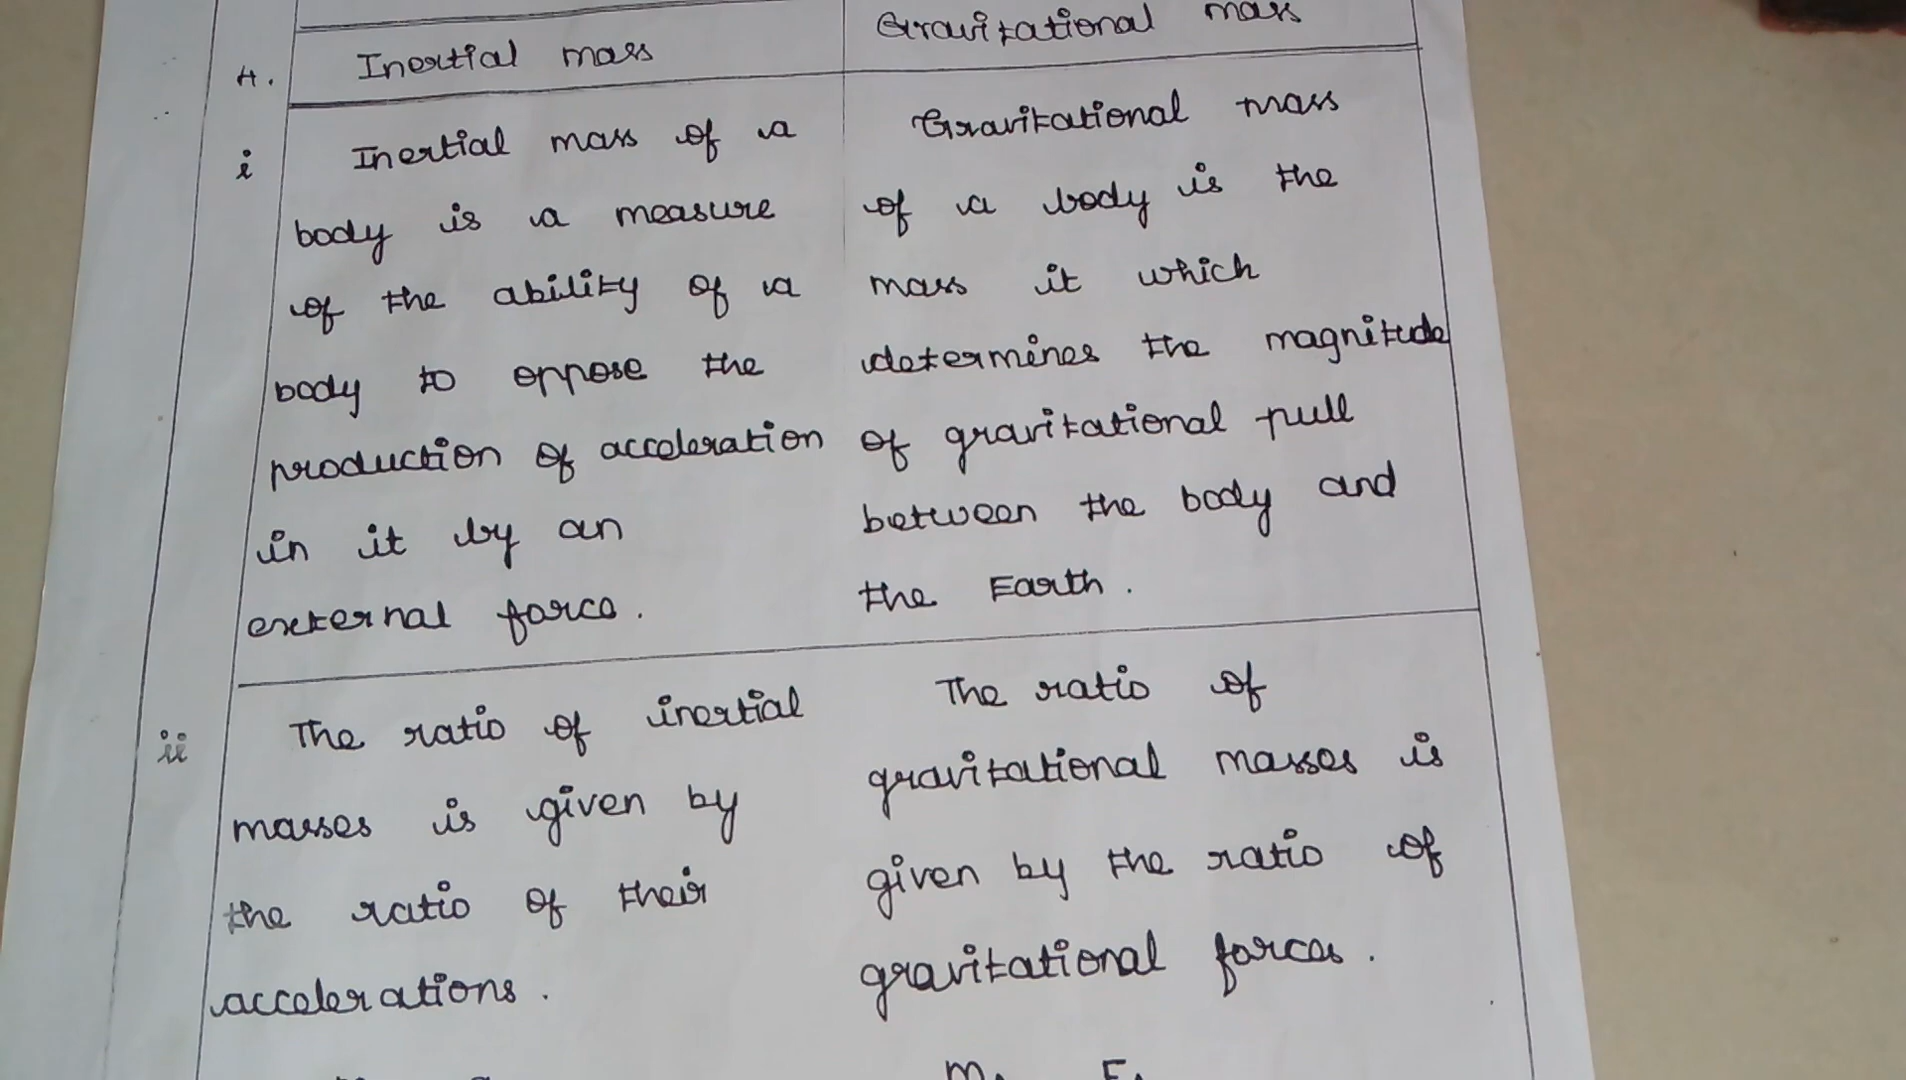 4.
Inertial mass
Gravitational mass
i
Inertial mass of a
body is a measure
of the ability of a
body to oppose the
production of acceleration
in it by an
external force.
Gravitational mass
of a body is the
mass it which
determines the magnitude
of gravitational pull
between the body and
the Earth.
ii
The ratio of inertial
masses is given by
the ratio of their
accelerations.
The ratio of
gravitational masses is
given by the ratio of
gravitational forces.